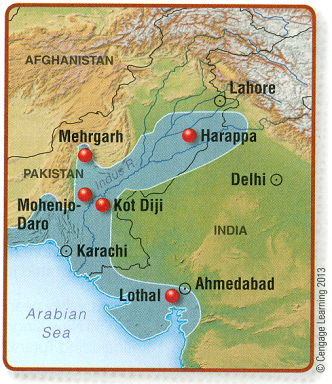 AFGHANISTAN
Lahore
Mehrgarh
Harappa
Indus R.
PAKISTAN
Delhi
Mohenjo-
Daro
Kot Diji
INDIA
Karachi
Ahmedabad
Lothal
Arabian
Sea
© Cengage Learning 2013